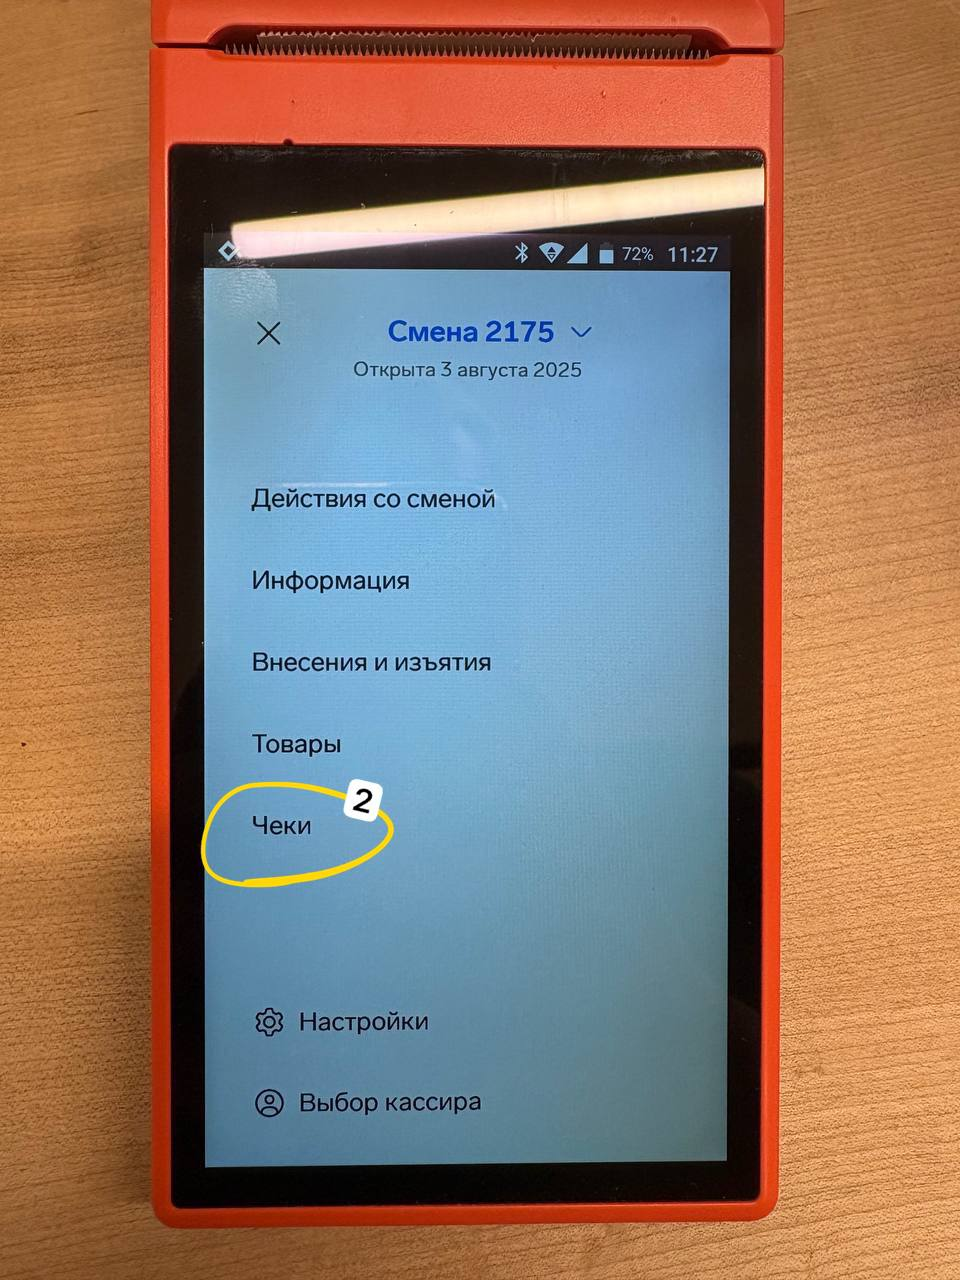 72% 11:27
Смена 2175
Открыта 3 августа 2025
Действия со сменой
Информация
Внесения и изъятия
Товары
2
Чеки
Настройки
Выбор кассира